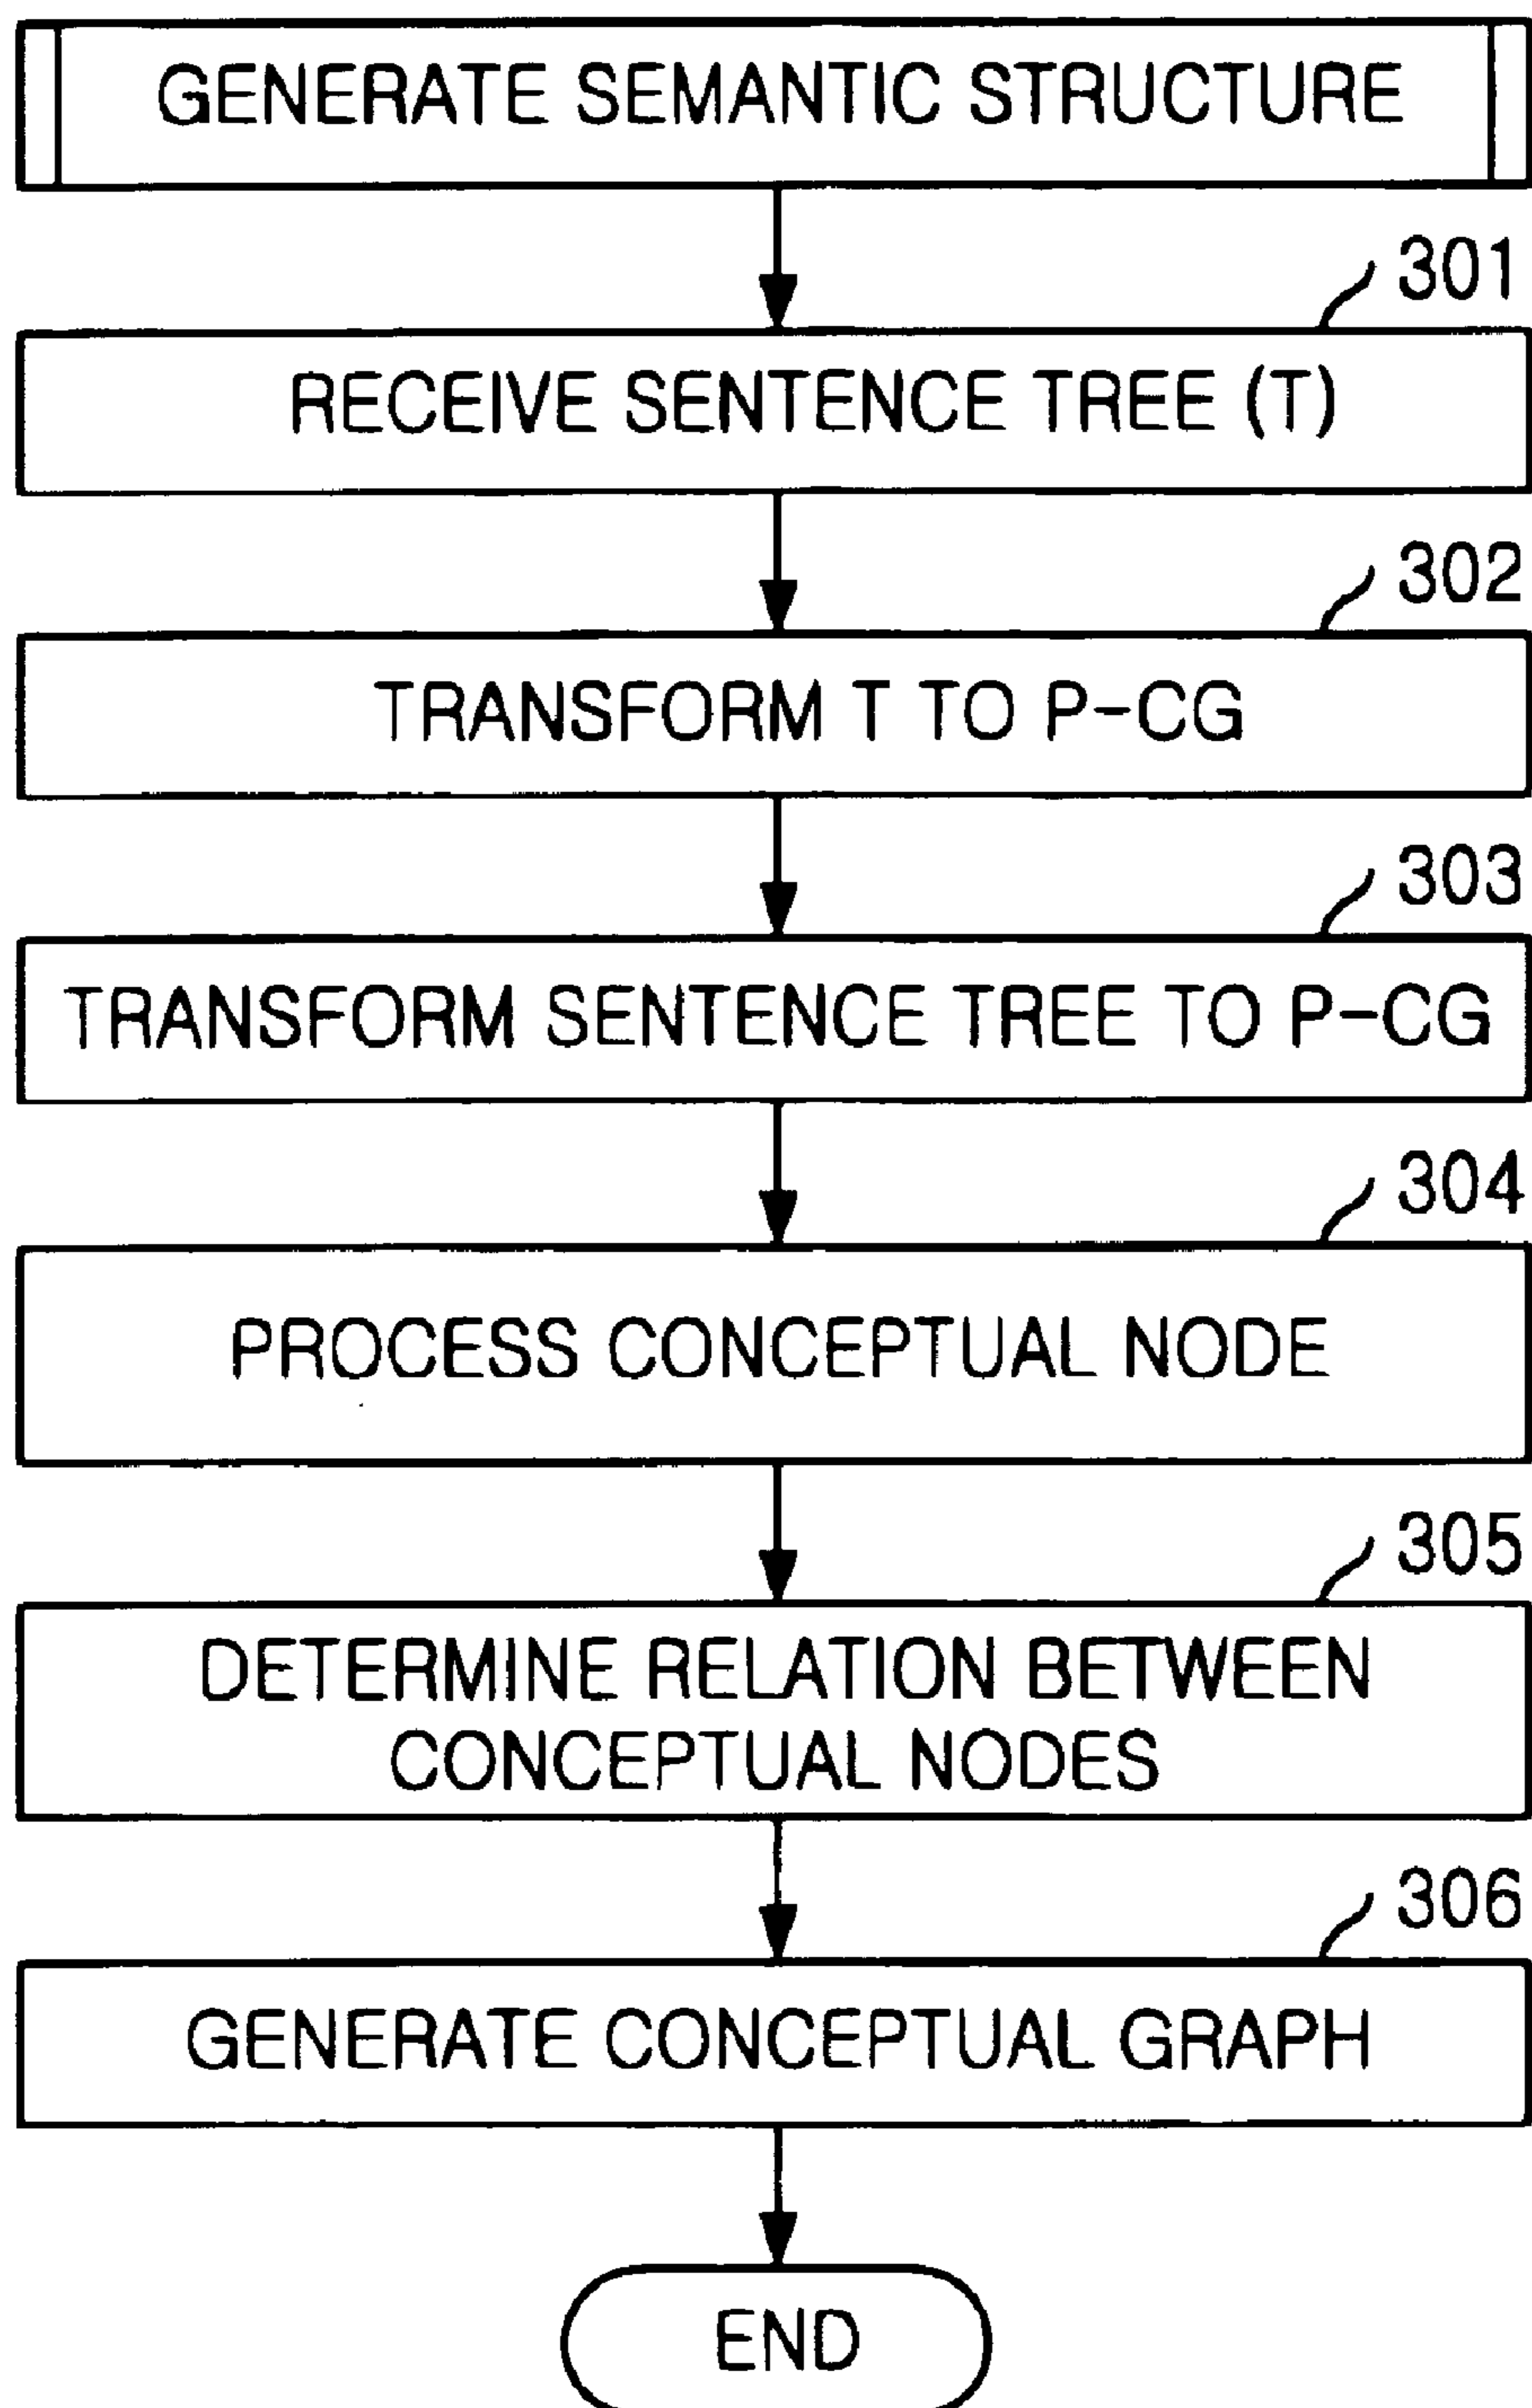 GENERATE SEMANTIC STRUCTURE
301
RECEIVE SENTENCE TREE (T)
302
TRANSFORM T TO P-CG
303
TRANSFORM SENTENCE TREE TO P-CG
304
PROCESS CONCEPTUAL NODE
305
DETERMINE RELATION BETWEEN
CONCEPTUAL NODES
306
GENERATE CONCEPTUAL GRAPH
END